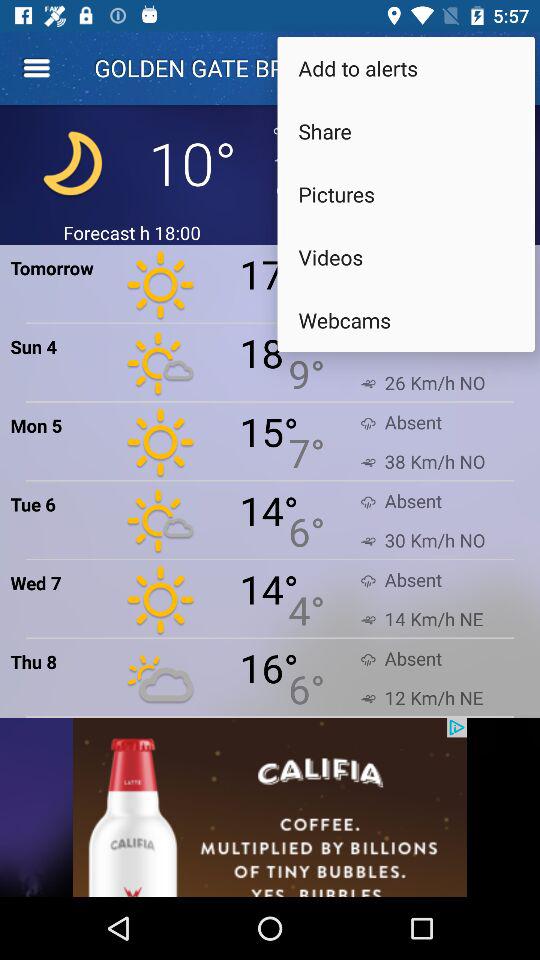 5:57
GOLDEN GATE BR
Add to alerts
Share
Pictures
Videos
Webcams
10°
Forecast h 18:00
Tomorrow
17
Sun 4
18
9°
26 Km/h NO
Mon 5
15°
7°
Absent
38 Km/h NO
Tue 6
14°
6°
Absent
30 Km/h NO
Wed 7
14°
4°
Absent
14 Km/h NE
Thu 8
16°
6°
Absent
12 Km/h NE
LATTE
CALIFIA
CALIFIA
COFFEE.
MULTIPLIED BY BILLIONS
OF TINY BUBBLES.
YES, BUBBLES